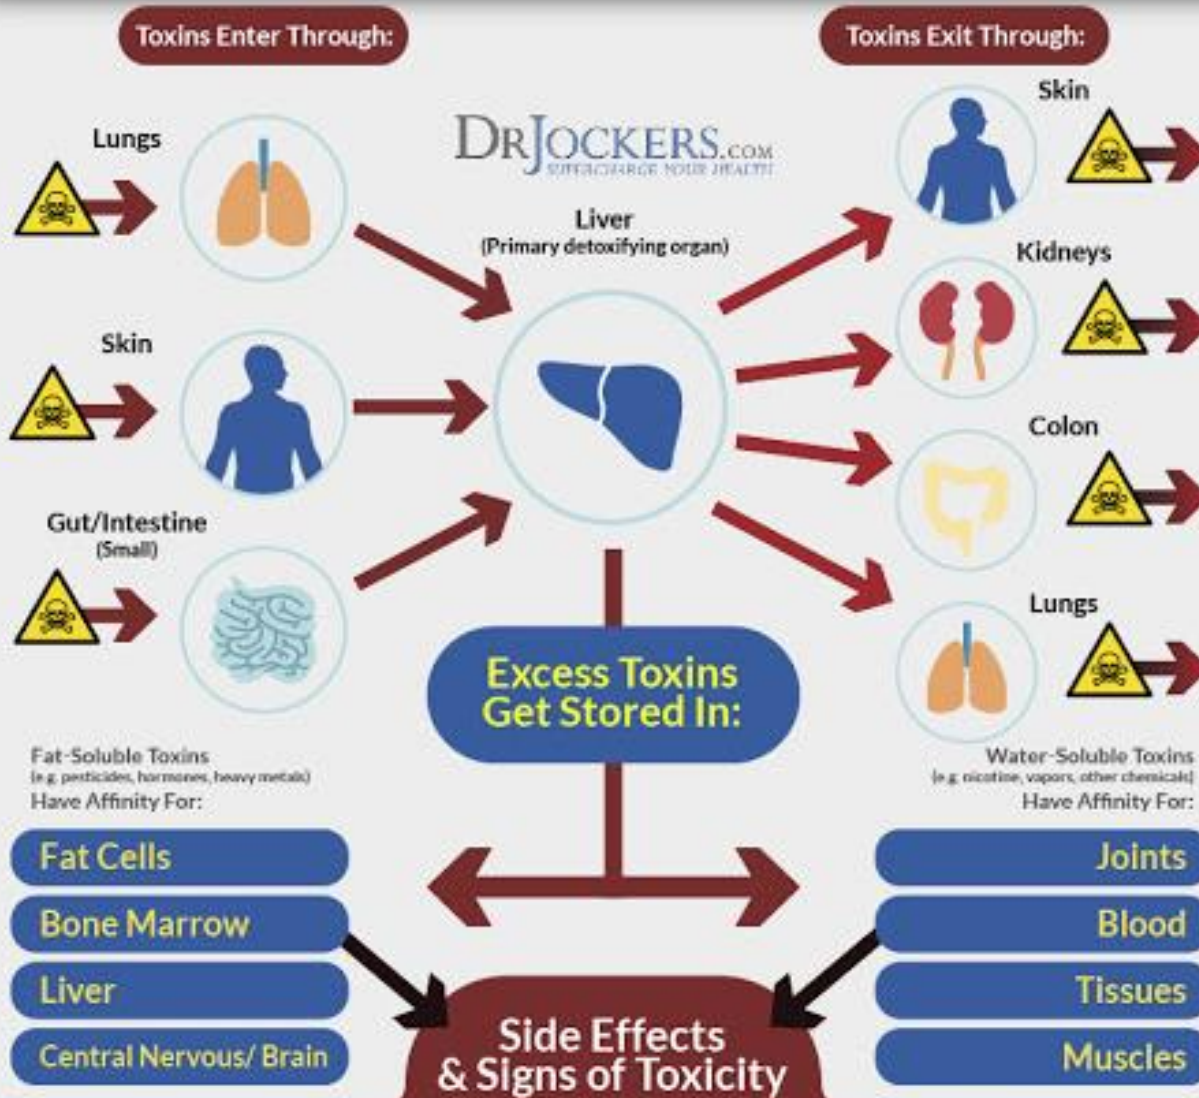 Toxins Enter Through:
Toxins Exit Through:
Lungs
Skin
Gut/Intestine
(Small)
DRJOCKERS.COM
SUPERCHARGE YOUR HEALTH
Liver
(Primary detoxifying organ)
Skin
Kidneys
Colon
Lungs
Excess Toxins
Get Stored In:
Fat-Soluble Toxins
(e.g. pesticides, hormones, heavy metals)
Have Affinity For:
Fat Cells
Bone Marrow
Liver
Central Nervous/ Brain
Water-Soluble Toxins
(e.g. nicotine, vapors, other chemicals)
Have Affinity For:
Joints
Blood
Tissues
Muscles
Side Effects
& Signs of Toxicity